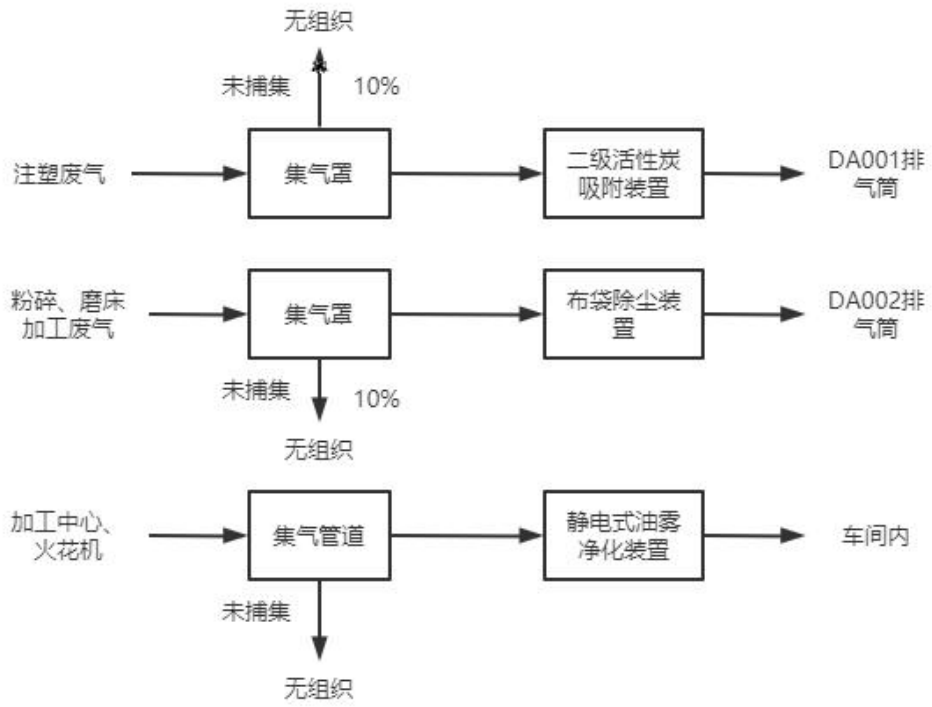 无组织
未捕集 10%
注塑废气
集气罩
二级活性炭
吸附装置
DA001排
气筒
粉碎、磨床
加工废气
集气罩
布袋除尘装
置
DA002排
气筒
未捕集 10%
无组织
加工中心、
火花机
集气管道
静电式油雾
净化装置
车间内
未捕集
无组织